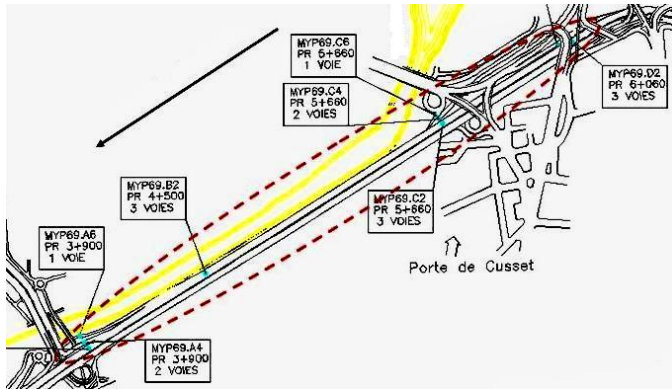 MYP69.C6
PR 5+660
1 VOIE
MYP69.C4
PR 5+660
2 VOIES
MYP69.D2
PR 6+060
3 VOIES
MYP69.B2
PR 4+500
3 VOIES
MYP69.C2
PR 5+660
3 VOIES
MYP69.A6
PR 3+900
1 VOIE
Porte de Cusset
MYP69.A4
PR 3+900
2 VOIES